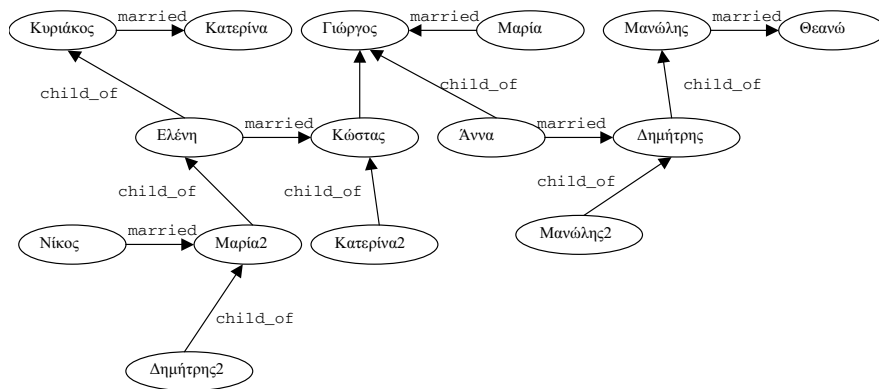 Κυριάκος married Κατερίνα Γιώργος married Μαρία Μανώλης married Θεανώ
child_of child_of child_of
Ελένη married Κώστας Άννα married Δημήτρης
child_of child_of child_of
Νίκος married Μαρία2 Κατερίνα2 Μανώλης2
child_of
Δημήτρης2